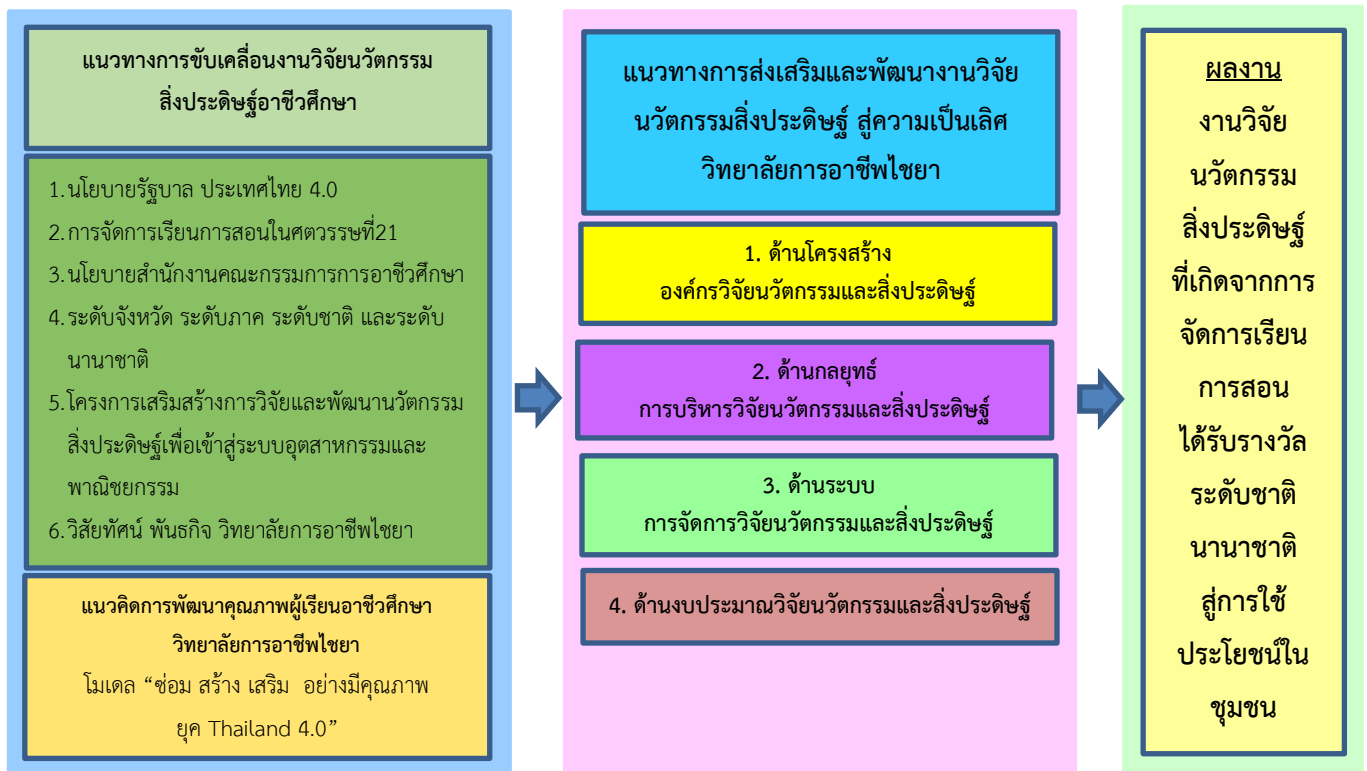 แนวทางการขับเคลื่อนงานวิจัยนวัตกรรม
สิ่งประดิษฐ์อาชีวศึกษา
1.นโยบายรัฐบาล ประเทศไทย 4.0
2.การจัดการเรียนการสอนในศตวรรษที่21
3.นโยบายสำนักงานคณะกรรมการการอาชีวศึกษา
4.ระดับจังหวัด ระดับภาค ระดับชาติ และระดับ
นานาชาติ
5.โครงการเสริมสร้างการวิจัยและพัฒนานวัตกรรม
สิ่งประดิษฐ์เพื่อเข้าสู่ระบบอุตสาหกรรมและ
พาณิชยกรรม
6.วิสัยทัศน์ พันธกิจ วิทยาลัยการอาชีพไชยา
แนวคิดการพัฒนาคุณภาพผู้เรียนอาชีวศึกษา
วิทยาลัยการอาชีพไชยา
โมเดล “ซ่อม สร้าง เสริม อย่างมีคุณภาพ
ยุค Thailand 4.0”
แนวทางการส่งเสริมและพัฒนางานวิจัย
นวัตกรรมสิ่งประดิษฐ์ สู่ความเป็นเลิศ
วิทยาลัยการอาชีพไชยา
1. ด้านโครงสร้าง
องค์กรวิจัยนวัตกรรมและสิ่งประดิษฐ์
2. ด้านกลยุทธ์
การบริหารวิจัยนวัตกรรมและสิ่งประดิษฐ์
3. ด้านระบบ
การจัดการวิจัยนวัตกรรมและสิ่งประดิษฐ์
4. ด้านงบประมาณวิจัยนวัตกรรมและสิ่งประดิษฐ์
ผลงาน
งานวิจัย
นวัตกรรม
สิ่งประดิษฐ์
ที่เกิดจากการ
จัดการเรียน
การสอน
ได้รับรางวัล
ระดับชาติ
นานาชาติ
สู่การใช้
ประโยชน์ใน
ชุมชน